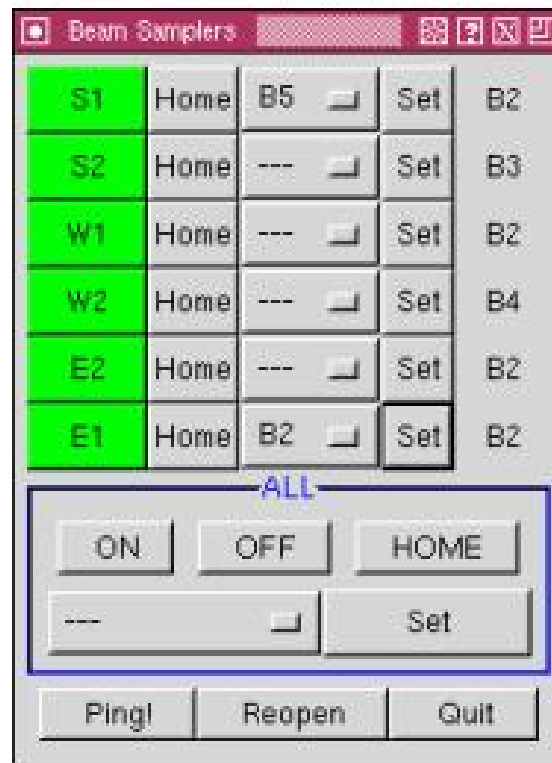 Beam Samplers
S1 Home B5 Set B2
S2 Home --- Set B3
W1 Home --- Set B2
W2 Home --- Set B4
E2 Home --- Set B2
E1 Home B2 Set B2
ALL
ON OFF HOME
--- Set
Ping! Reopen Quit